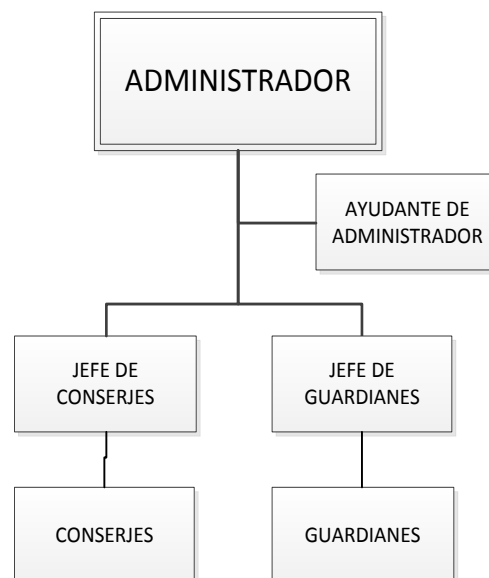 ADMINISTRADOR
AYUDANTE DE
ADMINISTRADOR
JEFE DE
CONSERJES
JEFE DE
GUARDIANES
CONSERJES
GUARDIANES